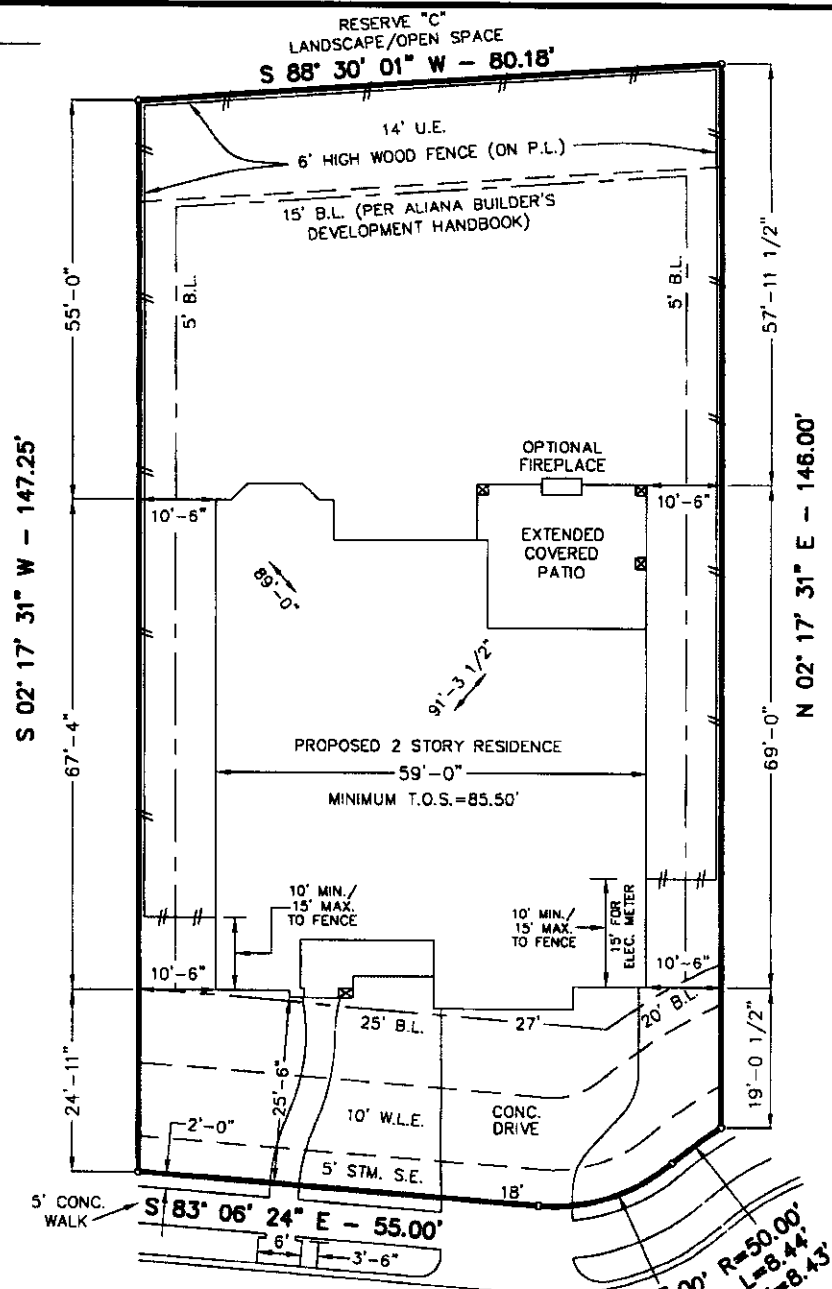 RESERVE "C"
LANDSCAPE/OPEN SPACE
S 88° 30' 01" W - 80.18'
14' U.E.
6' HIGH WOOD FENCE (ON P.L.)
15' B.L. (PER ALIANA BUILDER'S
DEVELOPMENT HANDBOOK)
5' B.L.
5' B.L.
55'-0"
57'-11 1/2"
S 02° 17' 31" W - 147.25'
N 02° 17' 31" E - 146.00'
OPTIONAL
FIREPLACE
10'-6"
10'-6"
EXTENDED
COVERED
PATIO
89'-0"
91'-3 1/2"
67'-4"
69'-0"
PROPOSED 2 STORY RESIDENCE
59'-0"
MINIMUM T.O.S.=85.50'
10' MIN./
15' MAX.
TO FENCE
10' MIN./
15' MAX.
TO FENCE
15' FOR
ELEC. METER
10'-6"
10'-6"
25' B.L.
27'
20' B.L.
24'-11"
25'-6"
19'-0 1/2"
10' W.L.E.
CONC.
DRIVE
2'-0"
5' STM. S.E.
18'
5' CONC.
WALK
S 83° 06' 24" E - 55.00'
6'
3'-6"
.00'
R=50.00'
L=8.44'
=8.43'